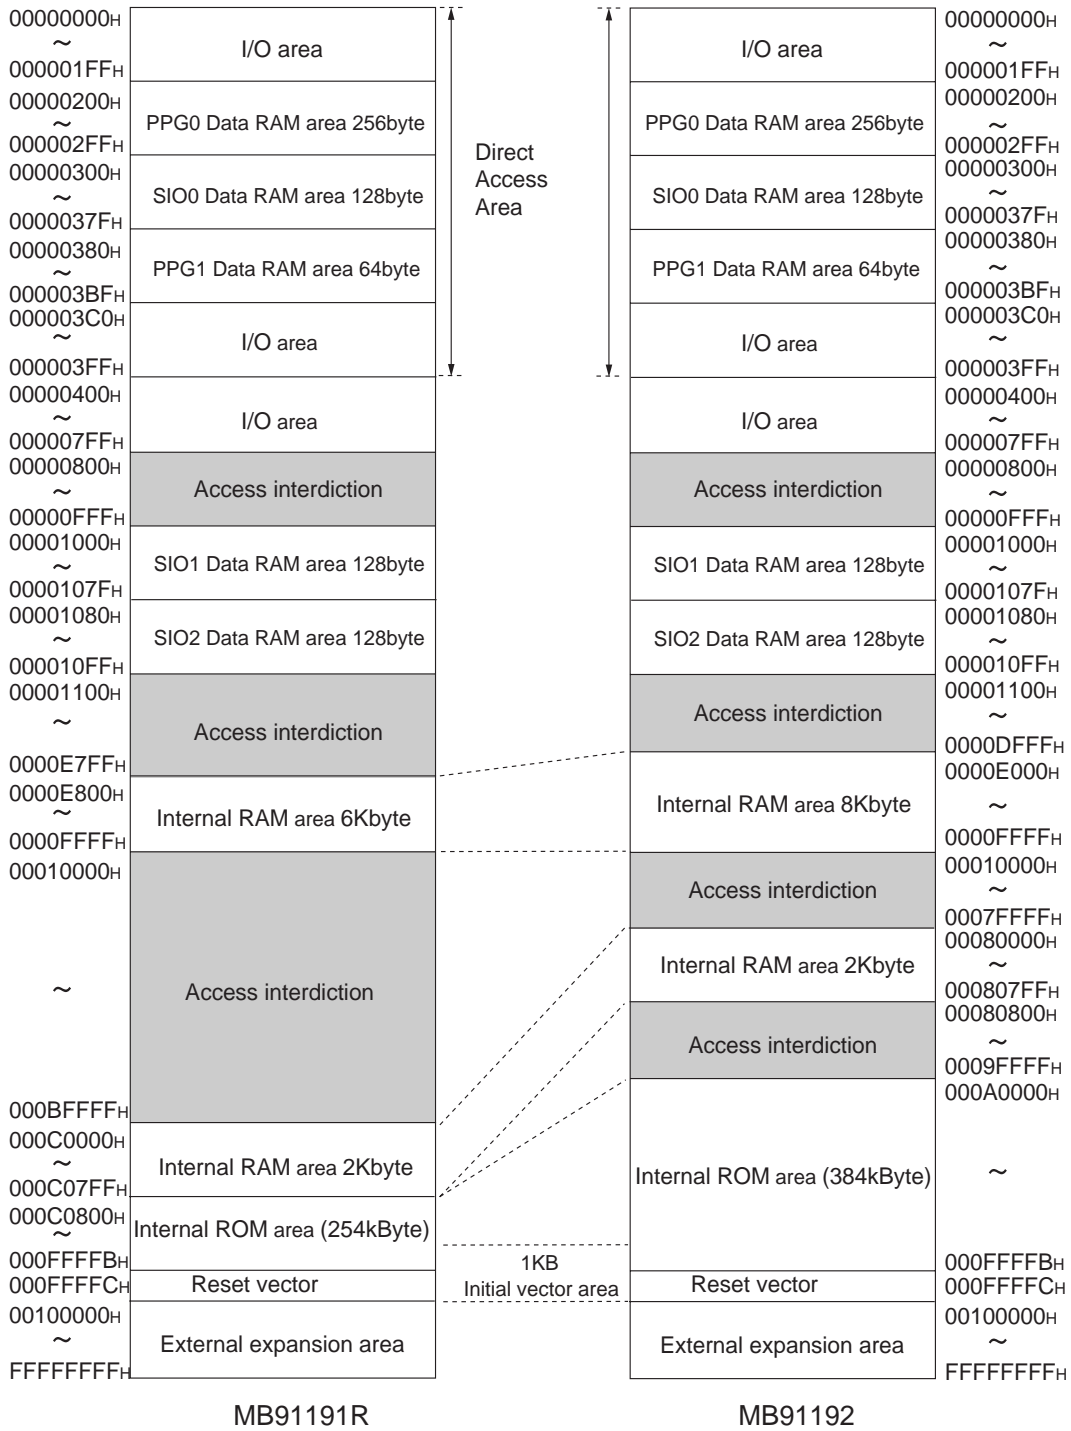 00000000H
～
000001FFH
00000200H
～
000002FFH
00000300H
～
0000037FH
00000380H
～
000003BFH
000003C0H
～
000003FFH
00000400H
～
000007FFH
00000800H
～
00000FFFH
00001000H
～
0000107FH
00001080H
～
000010FFH
00001100H
～
0000E7FFH
0000E800H
～
0000FFFFH
00010000H
～
000BFFFFH
000C0000H
～
000C07FFH
000C0800H
～
000FFFFBH
000FFFFCH
00100000H
～
FFFFFFFFH
I/O area
PPG0 Data RAM area 256byte
SIO0 Data RAM area 128byte
PPG1 Data RAM area 64byte
I/O area
I/O area
Access interdiction
SIO1 Data RAM area 128byte
SIO2 Data RAM area 128byte
Access interdiction
Internal RAM area 6Kbyte
Access interdiction
Internal RAM area 2Kbyte
Internal ROM area (254kByte)
Reset vector
External expansion area
MB91191R
Direct
Access
Area
1KB
Initial vector area
I/O area
PPG0 Data RAM area 256byte
SIO0 Data RAM area 128byte
PPG1 Data RAM area 64byte
I/O area
I/O area
Access interdiction
SIO1 Data RAM area 128byte
SIO2 Data RAM area 128byte
Access interdiction
Internal RAM area 8Kbyte
Access interdiction
Internal RAM area 2Kbyte
Access interdiction
Internal ROM area (384kByte)
Reset vector
External expansion area
MB91192
00000000H
～
000001FFH
00000200H
～
000002FFH
00000300H
～
0000037FH
00000380H
～
000003BFH
000003C0H
～
000003FFH
00000400H
～
000007FFH
00000800H
～
00000FFFH
00001000H
～
0000107FH
00001080H
～
000010FFH
00001100H
～
0000DFFFH
0000E000H
～
0000FFFFH
00010000H
～
0007FFFFH
00080000H
～
000807FFH
00080800H
～
0009FFFFH
000A0000H
～
000FFFFBH
000FFFFCH
00100000H
～
FFFFFFFFH